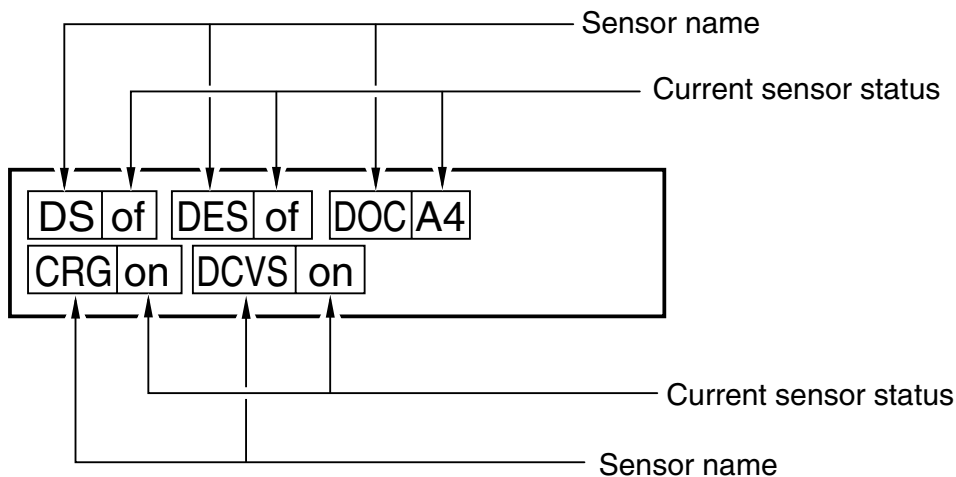 Sensor name
Current sensor status
DS of DES of DOC A4
CRG on DCVS on
Current sensor status
Sensor name